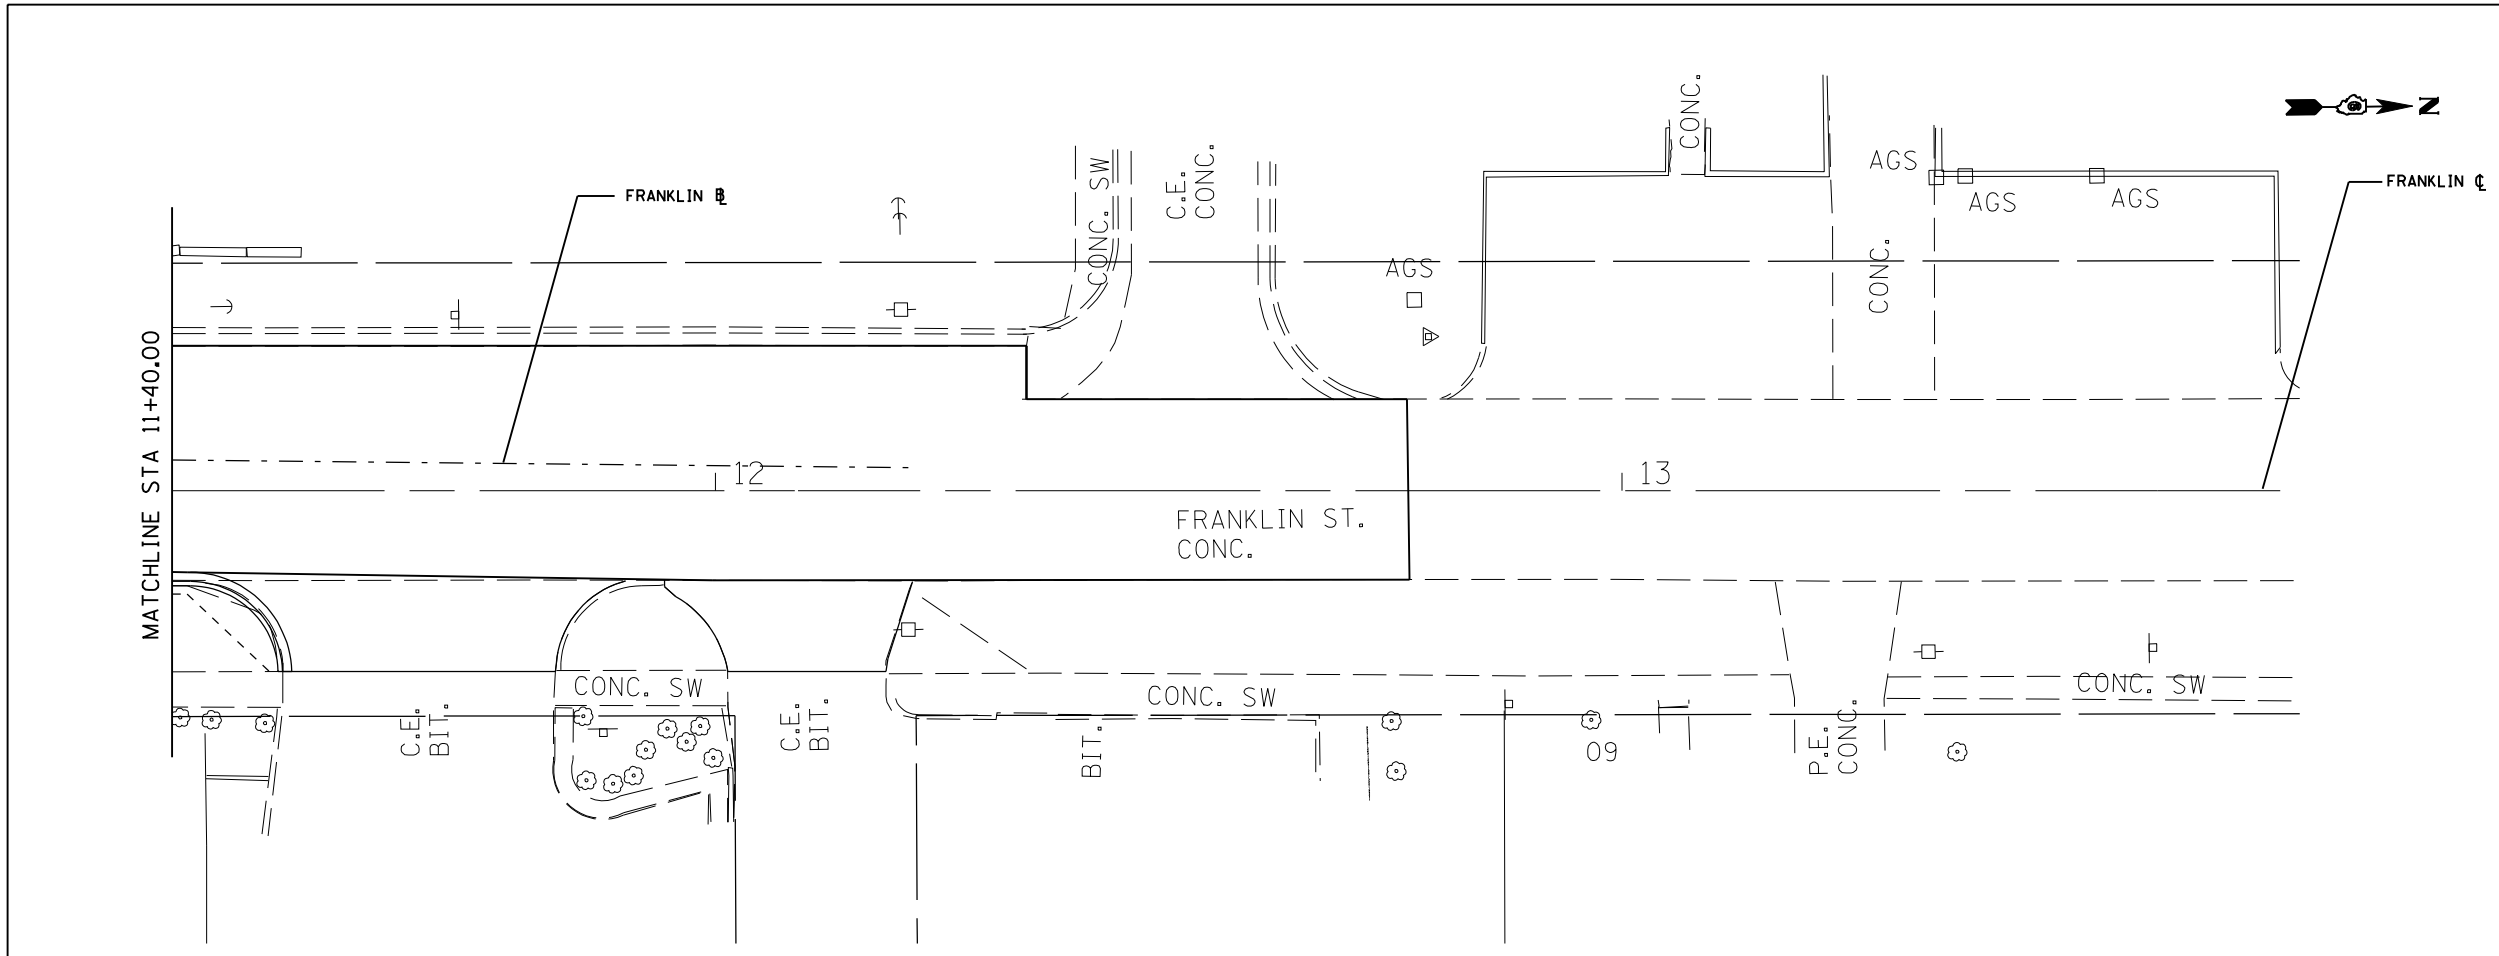 CONC.
N
FRANKLIN ℄
AGS
AGS
AGS
CONC. SW
C.E.
CONC.
FRANKLIN BL
AGS
CONC.
MATCHLINE STA 11+40.00
12
13
FRANKLIN ST.
CONC.
CONC. SW
CONC. SW
CONC. SW
C.E.
BIT.
C.E.
BIT.
BIT.
09
P.E.
CONC.